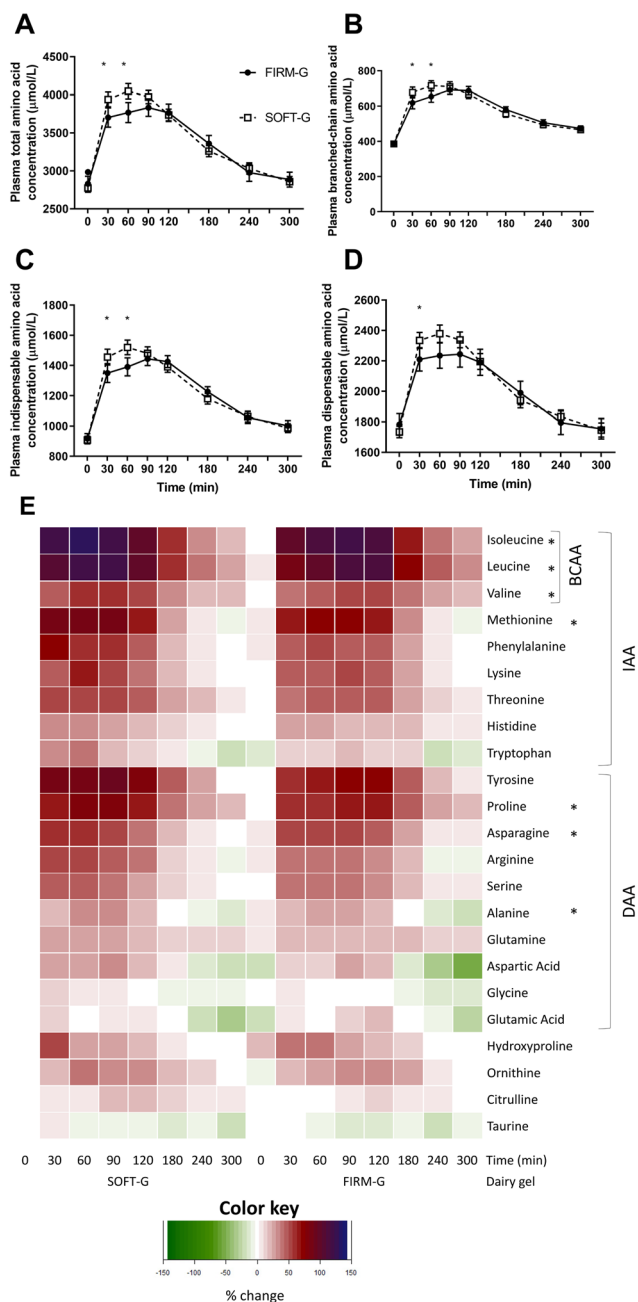 A
* *
Plasma total amino acid
concentration (μmol/L)
4500
4000
3500
3000
2500
FIRM-G
SOFT-G
0 30 60 90 120 180 240 300
B
* *
Plasma branched-chain amino acid
concentration (μmol/L)
800
600
400
200
0
0 30 60 90 120 180 240 300
C
* *
Plasma indispensable amino acid
concentration (μmol/L)
1800
1600
1400
1200
1000
800
0 30 60 90 120 180 240 300
Time (min)
D
*
Plasma dispensable amino acid
concentration (μmol/L)
2600
2400
2200
2000
1800
1600
0 30 60 90 120 180 240 300
Time (min)
E
Isoleucine *
Leucine *
Valine *
BCAA
Methionine *
Phenylalanine
Lysine
Threonine
Histidine
Tryptophan
IAA
Tyrosine
Proline *
Asparagine *
Arginine
Serine
Alanine *
Glutamine
Aspartic Acid
Glycine
Glutamic Acid
DAA
Hydroxyproline
Ornithine
Citrulline
Taurine
0 30 60 90 120 180 240 300 0 30 60 90 120 180 240 300 Time (min)
SOFT-G FIRM-G Dairy gel
Color key
-150 -100 -50 0 50 100 150
% change